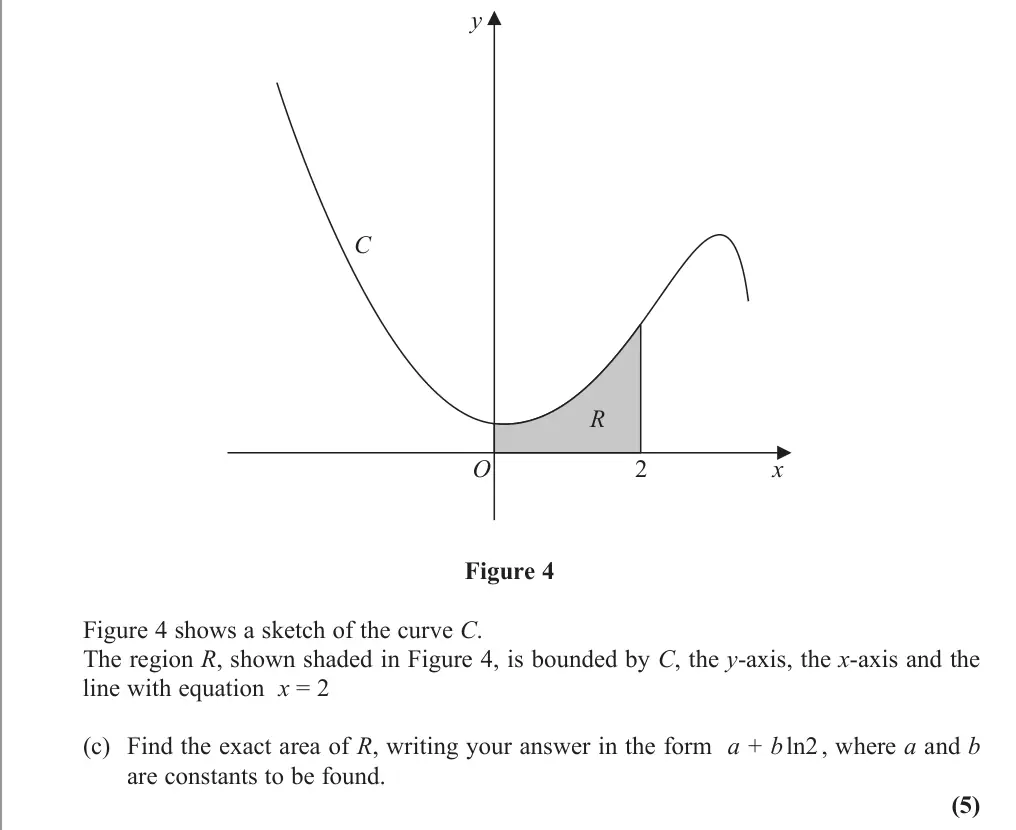 y
C
R
O
2
x
Figure 4
Figure 4 shows a sketch of the curve C.
The region R, shown shaded in Figure 4, is bounded by C, the y-axis, the x-axis and the
line with equation x = 2
(c) Find the exact area of R, writing your answer in the form a + b ln2, where a and b
are constants to be found.
(5)